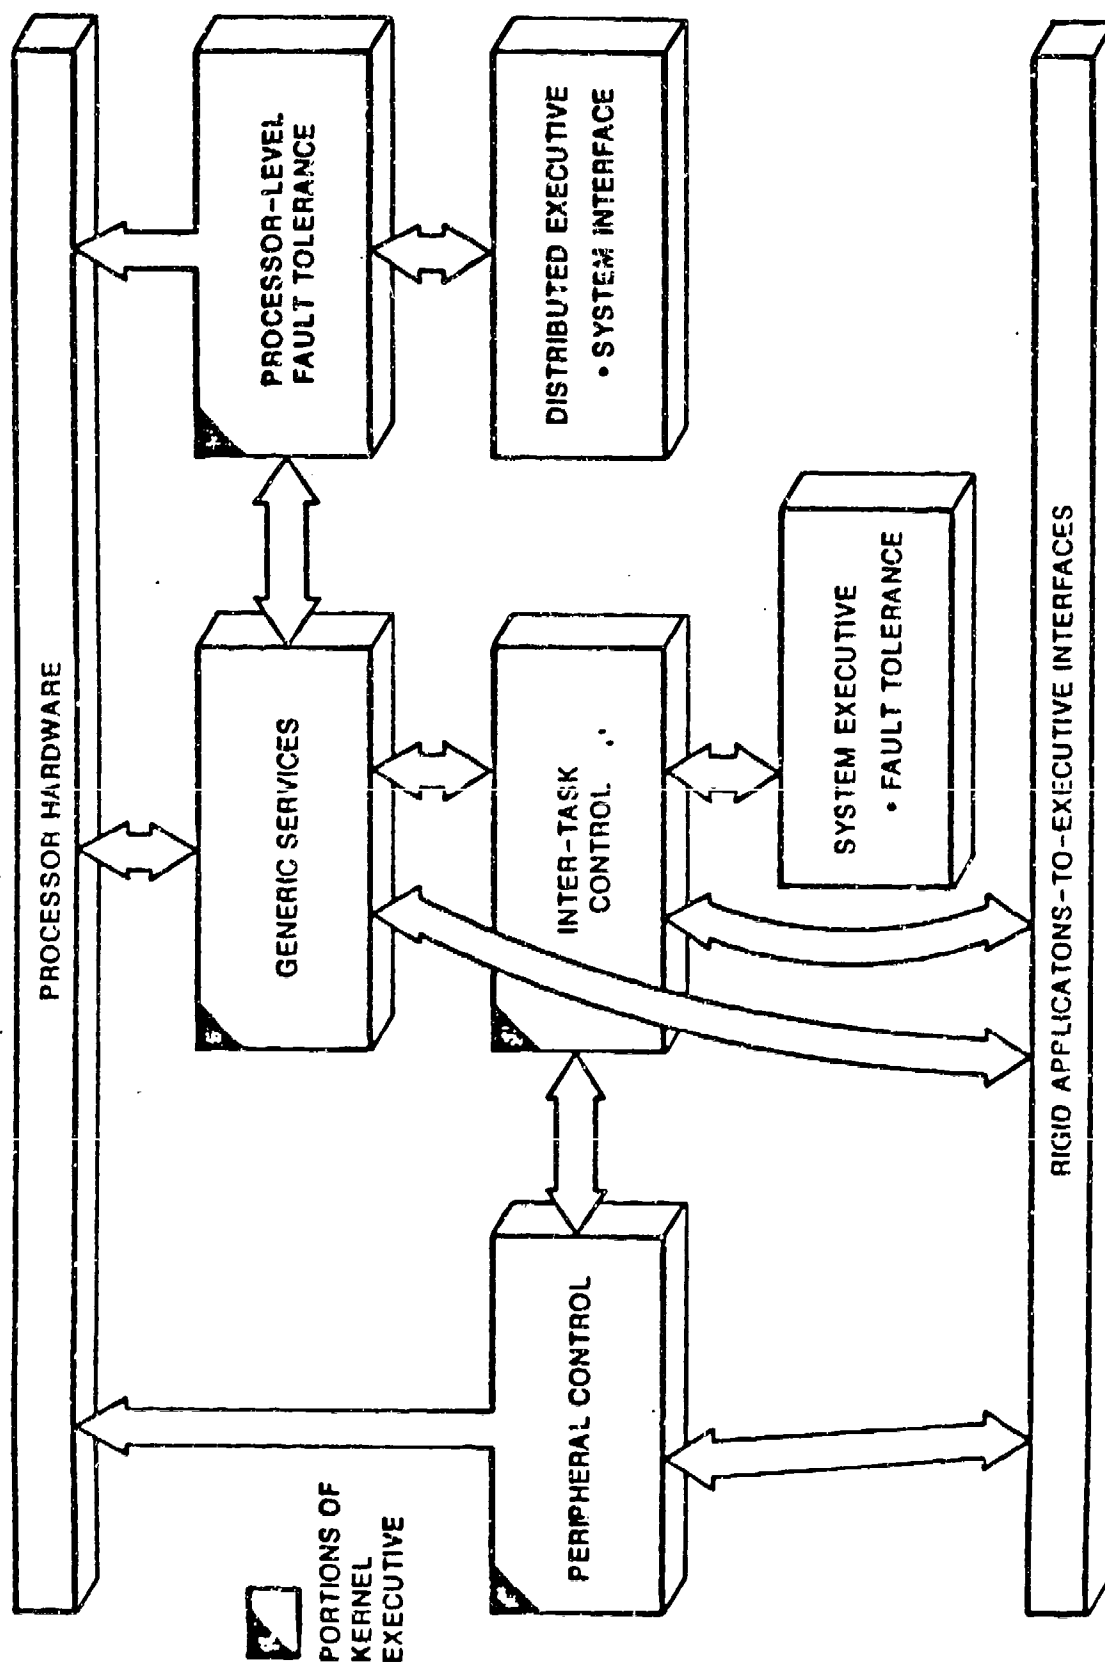 PROCESSOR HARDWARE
PROCESSOR-LEVEL
FAULT TOLERANCE
GENERIC SERVICES
DISTRIBUTED EXECUTIVE
• SYSTEM INTERFACE
INTER-TASK
CONTROL
PERIPHERAL CONTROL
SYSTEM EXECUTIVE
• FAULT TOLERANCE
RIGID APPLICATONS-TO-EXECUTIVE INTERFACES
PORTIONS OF
KERNEL
EXECUTIVE